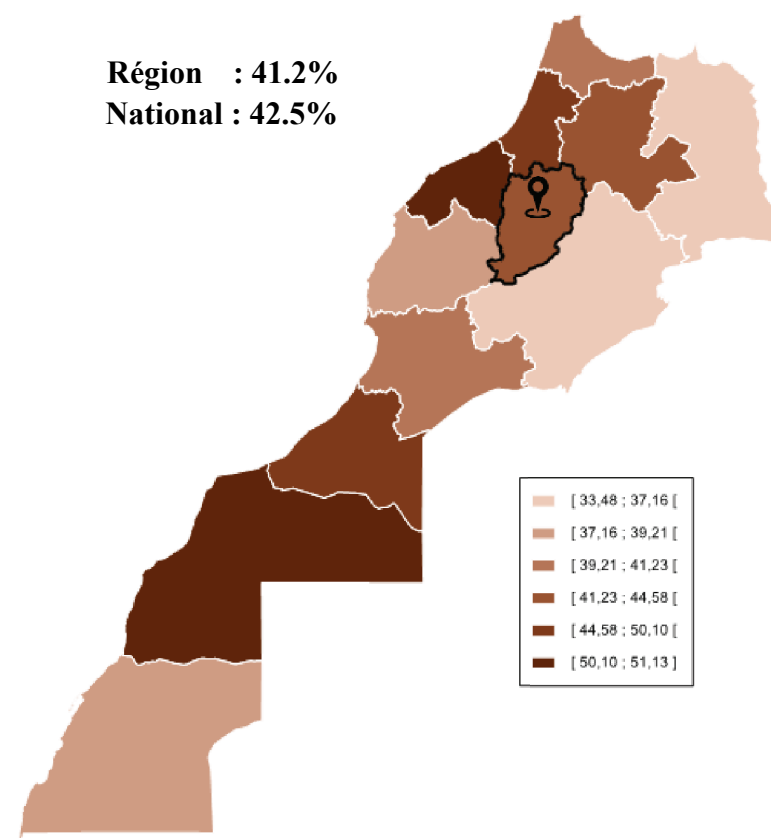 Région : 41.2%
National : 42.5%
[ 33,48 ; 37,16 [
[ 37,16 ; 39,21 [
[ 39,21 ; 41,23 [
[ 41,23 ; 44,58 [
[ 44,58 ; 50,10 [
[ 50,10 ; 51,13 ]